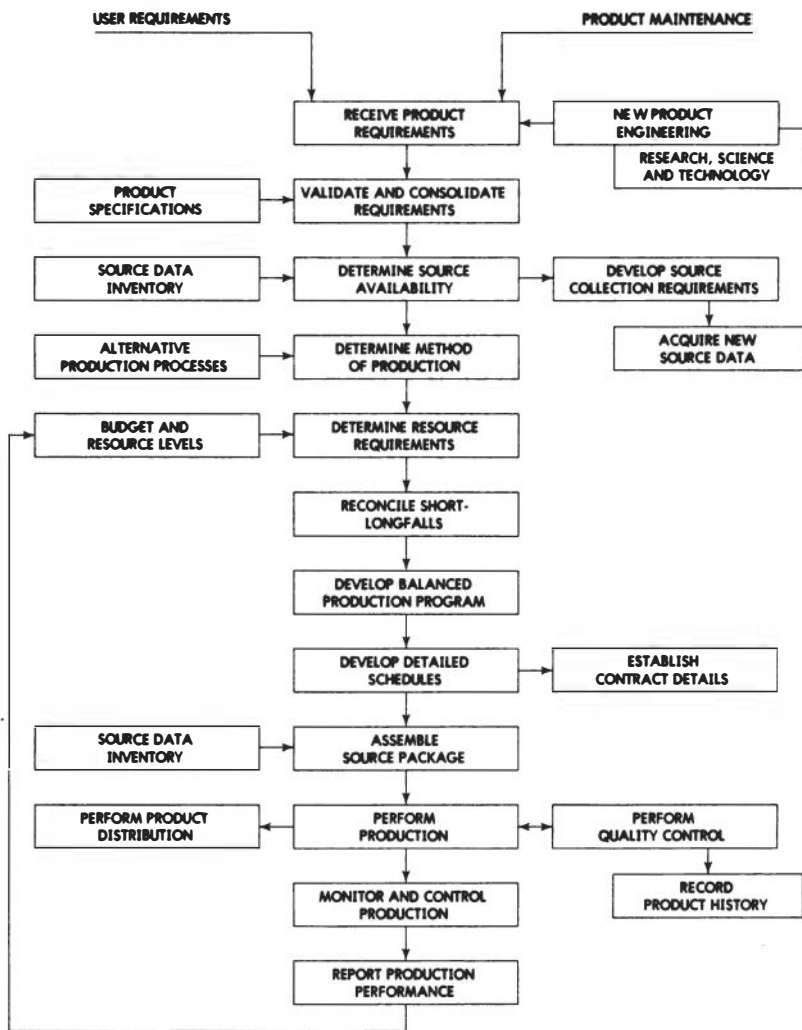 USER REQUIREMENTS
PRODUCT MAINTENANCE
RECEIVE PRODUCT
REQUIREMENTS
NEW PRODUCT
ENGINEERING
RESEARCH, SCIENCE
AND TECHNOLOGY
PRODUCT
SPECIFICATIONS
VALIDATE AND CONSOLIDATE
REQUIREMENTS
SOURCE DATA
INVENTORY
DETERMINE SOURCE
AVAILABILITY
DEVELOP SOURCE
COLLECTION REQUIREMENTS
ACQUIRE NEW
SOURCE DATA
ALTERNATIVE
PRODUCTION PROCESSES
DETERMINE METHOD
OF PRODUCTION
BUDGET AND
RESOURCE LEVELS
DETERMINE RESOURCE
REQUIREMENTS
RECONCILE SHORT-
LONGFALLS
DEVELOP BALANCED
PRODUCTION PROGRAM
DEVELOP DETAILED
SCHEDULES
ESTABLISH
CONTRACT DETAILS
SOURCE DATA
INVENTORY
ASSEMBLE
SOURCE PACKAGE
PERFORM PRODUCT
DISTRIBUTION
PERFORM
PRODUCTION
PERFORM
QUALITY CONTROL
RECORD
PRODUCT HISTORY
MONITOR AND CONTROL
PRODUCTION
REPORT PRODUCTION
PERFORMANCE